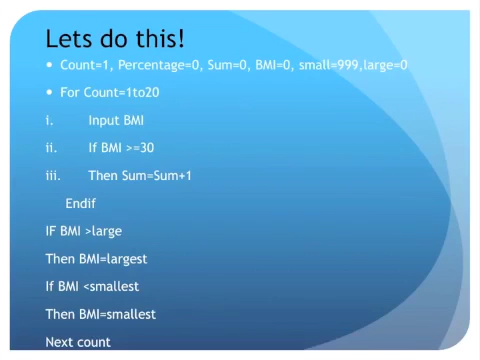 Lets do this!
• Count=1, Percentage=0, Sum=0, BMI=0, small=999,large=0
• For Count=1to20
i. Input BMI
ii. If BMI >=30
iii. Then Sum=Sum+1
Endif
IF BMI >large
Then BMI=largest
If BMI <smallest
Then BMI=smallest
Next count